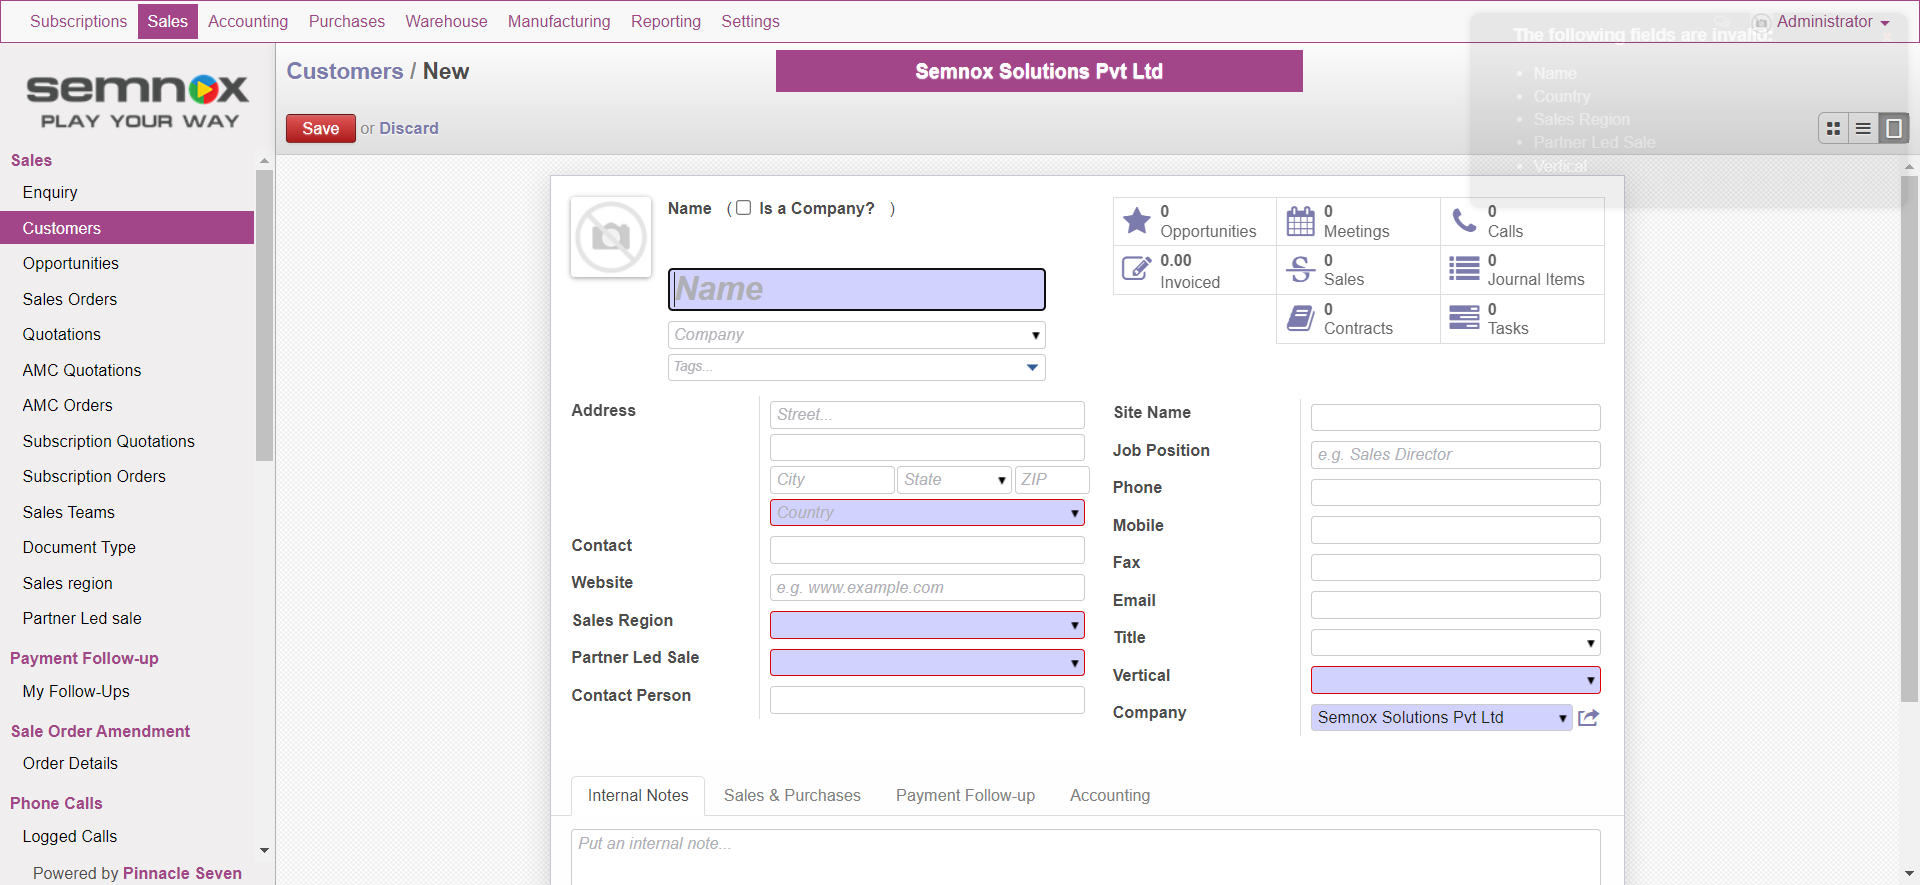 Subscriptions Sales Accounting Purchases Warehouse Manufacturing Reporting Settings Administrator
The following fields are invalid:
Name
Country
Sales Region
Partner Led Sale
Vertical
semnox
PLAY YOUR WAY
Customers / New
Semnox Solutions Pvt Ltd
Save or Discard
Sales
Enquiry
Customers
Opportunities
Sales Orders
Quotations
AMC Quotations
AMC Orders
Subscription Quotations
Subscription Orders
Sales Teams
Document Type
Sales region
Partner Led sale
Payment Follow-up
My Follow-Ups
Sale Order Amendment
Order Details
Phone Calls
Logged Calls
Powered by Pinnacle Seven
Name ( Is a Company? )
Name
Company
Tags...
0
Opportunities
0
Meetings
0
Calls
0.00
Invoiced
0
Sales
0
Journal Items
0
Contracts
0
Tasks
Address
Street...
City State ZIP
Country
Contact
Website e.g. www.example.com
Sales Region
Partner Led Sale
Contact Person
Site Name
Job Position e.g. Sales Director
Phone
Mobile
Fax
Email
Title
Vertical
Company Semnox Solutions Pvt Ltd
Internal Notes Sales & Purchases Payment Follow-up Accounting
Put an internal note...